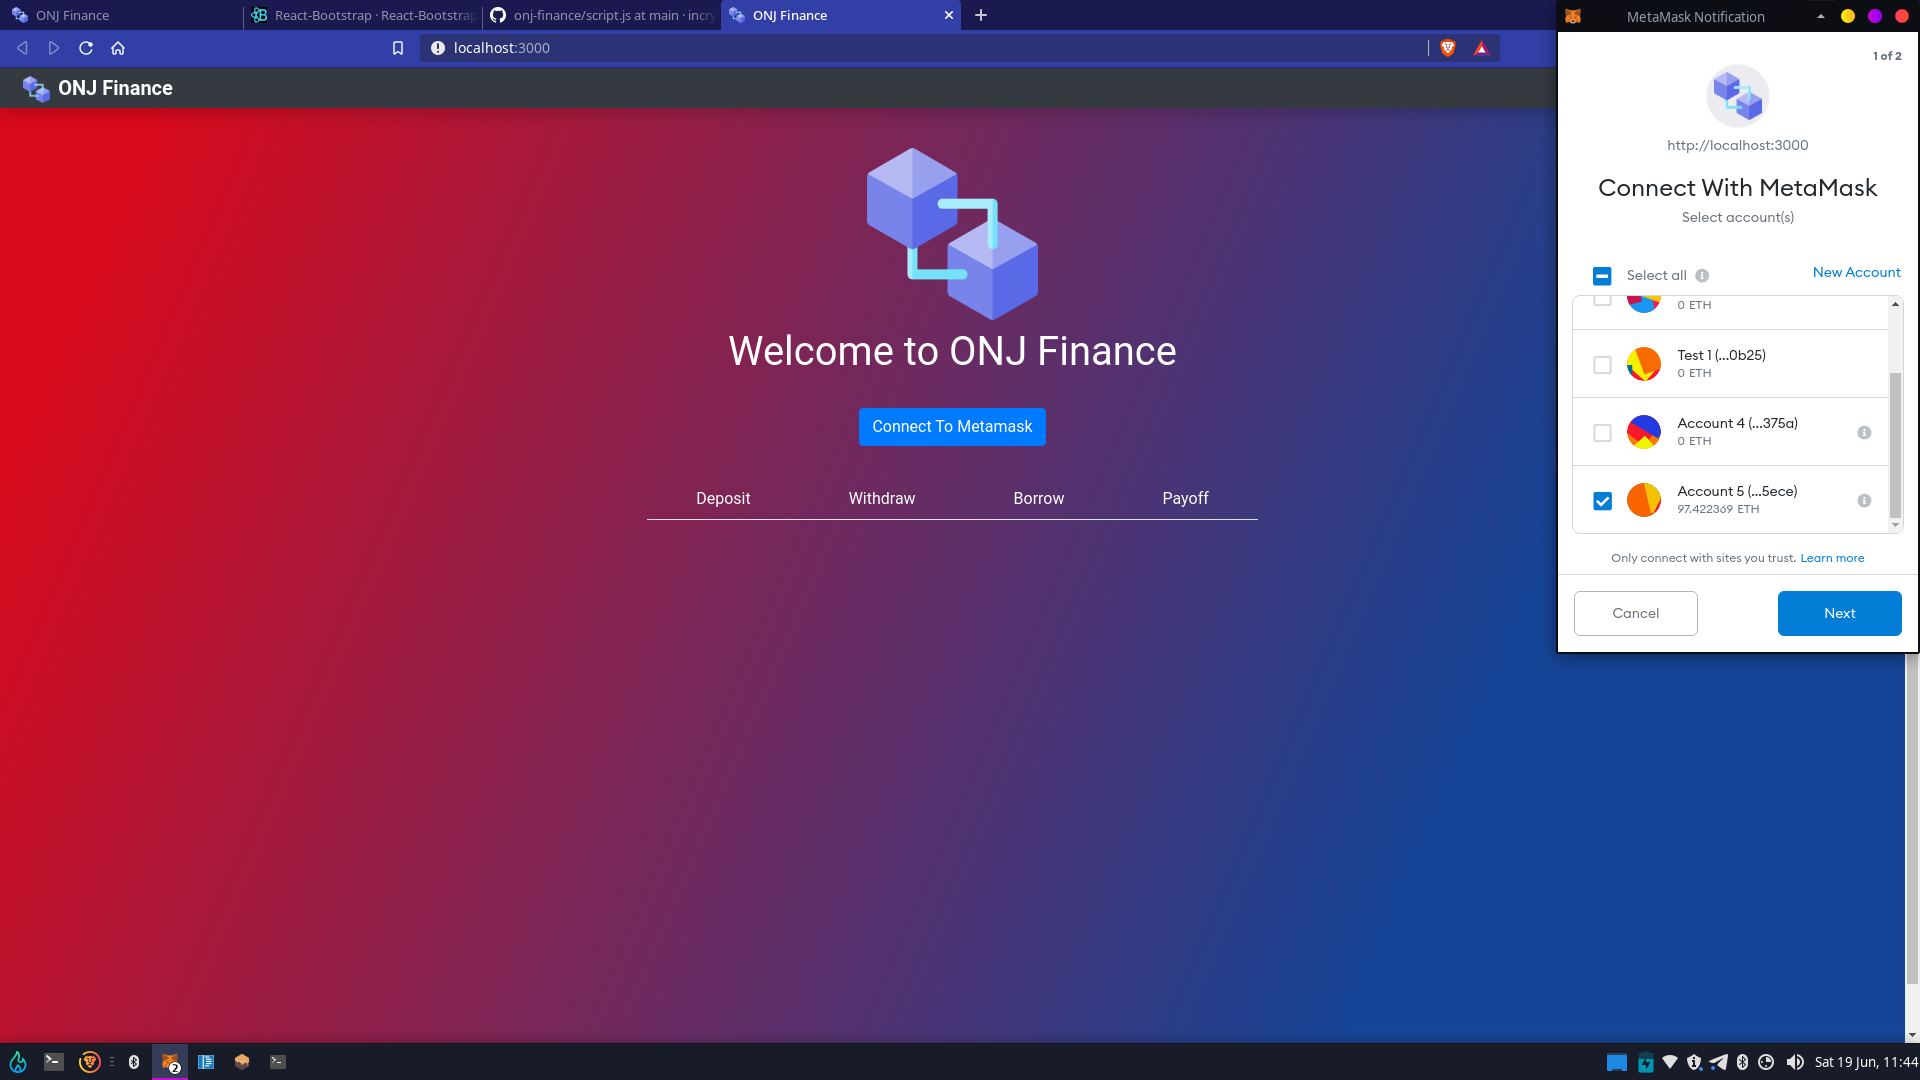 ONJ Finance
React-Bootstrap · React-Bootstrap
onj-finance/script.js at main · incry
ONJ Finance
MetaMask Notification
localhost:3000
ONJ Finance
1 of 2
http://localhost:3000
Connect With MetaMask
Select account(s)
Select all
New Account
0 ETH
Test 1 (...0b25)
0 ETH
Account 4 (...375a)
0 ETH
Account 5 (...5ece)
97.422369 ETH
Only connect with sites you trust. Learn more
Cancel
Next
Welcome to ONJ Finance
Connect To Metamask
Deposit Withdraw Borrow Payoff
2
Sat 19 Jun, 11:44